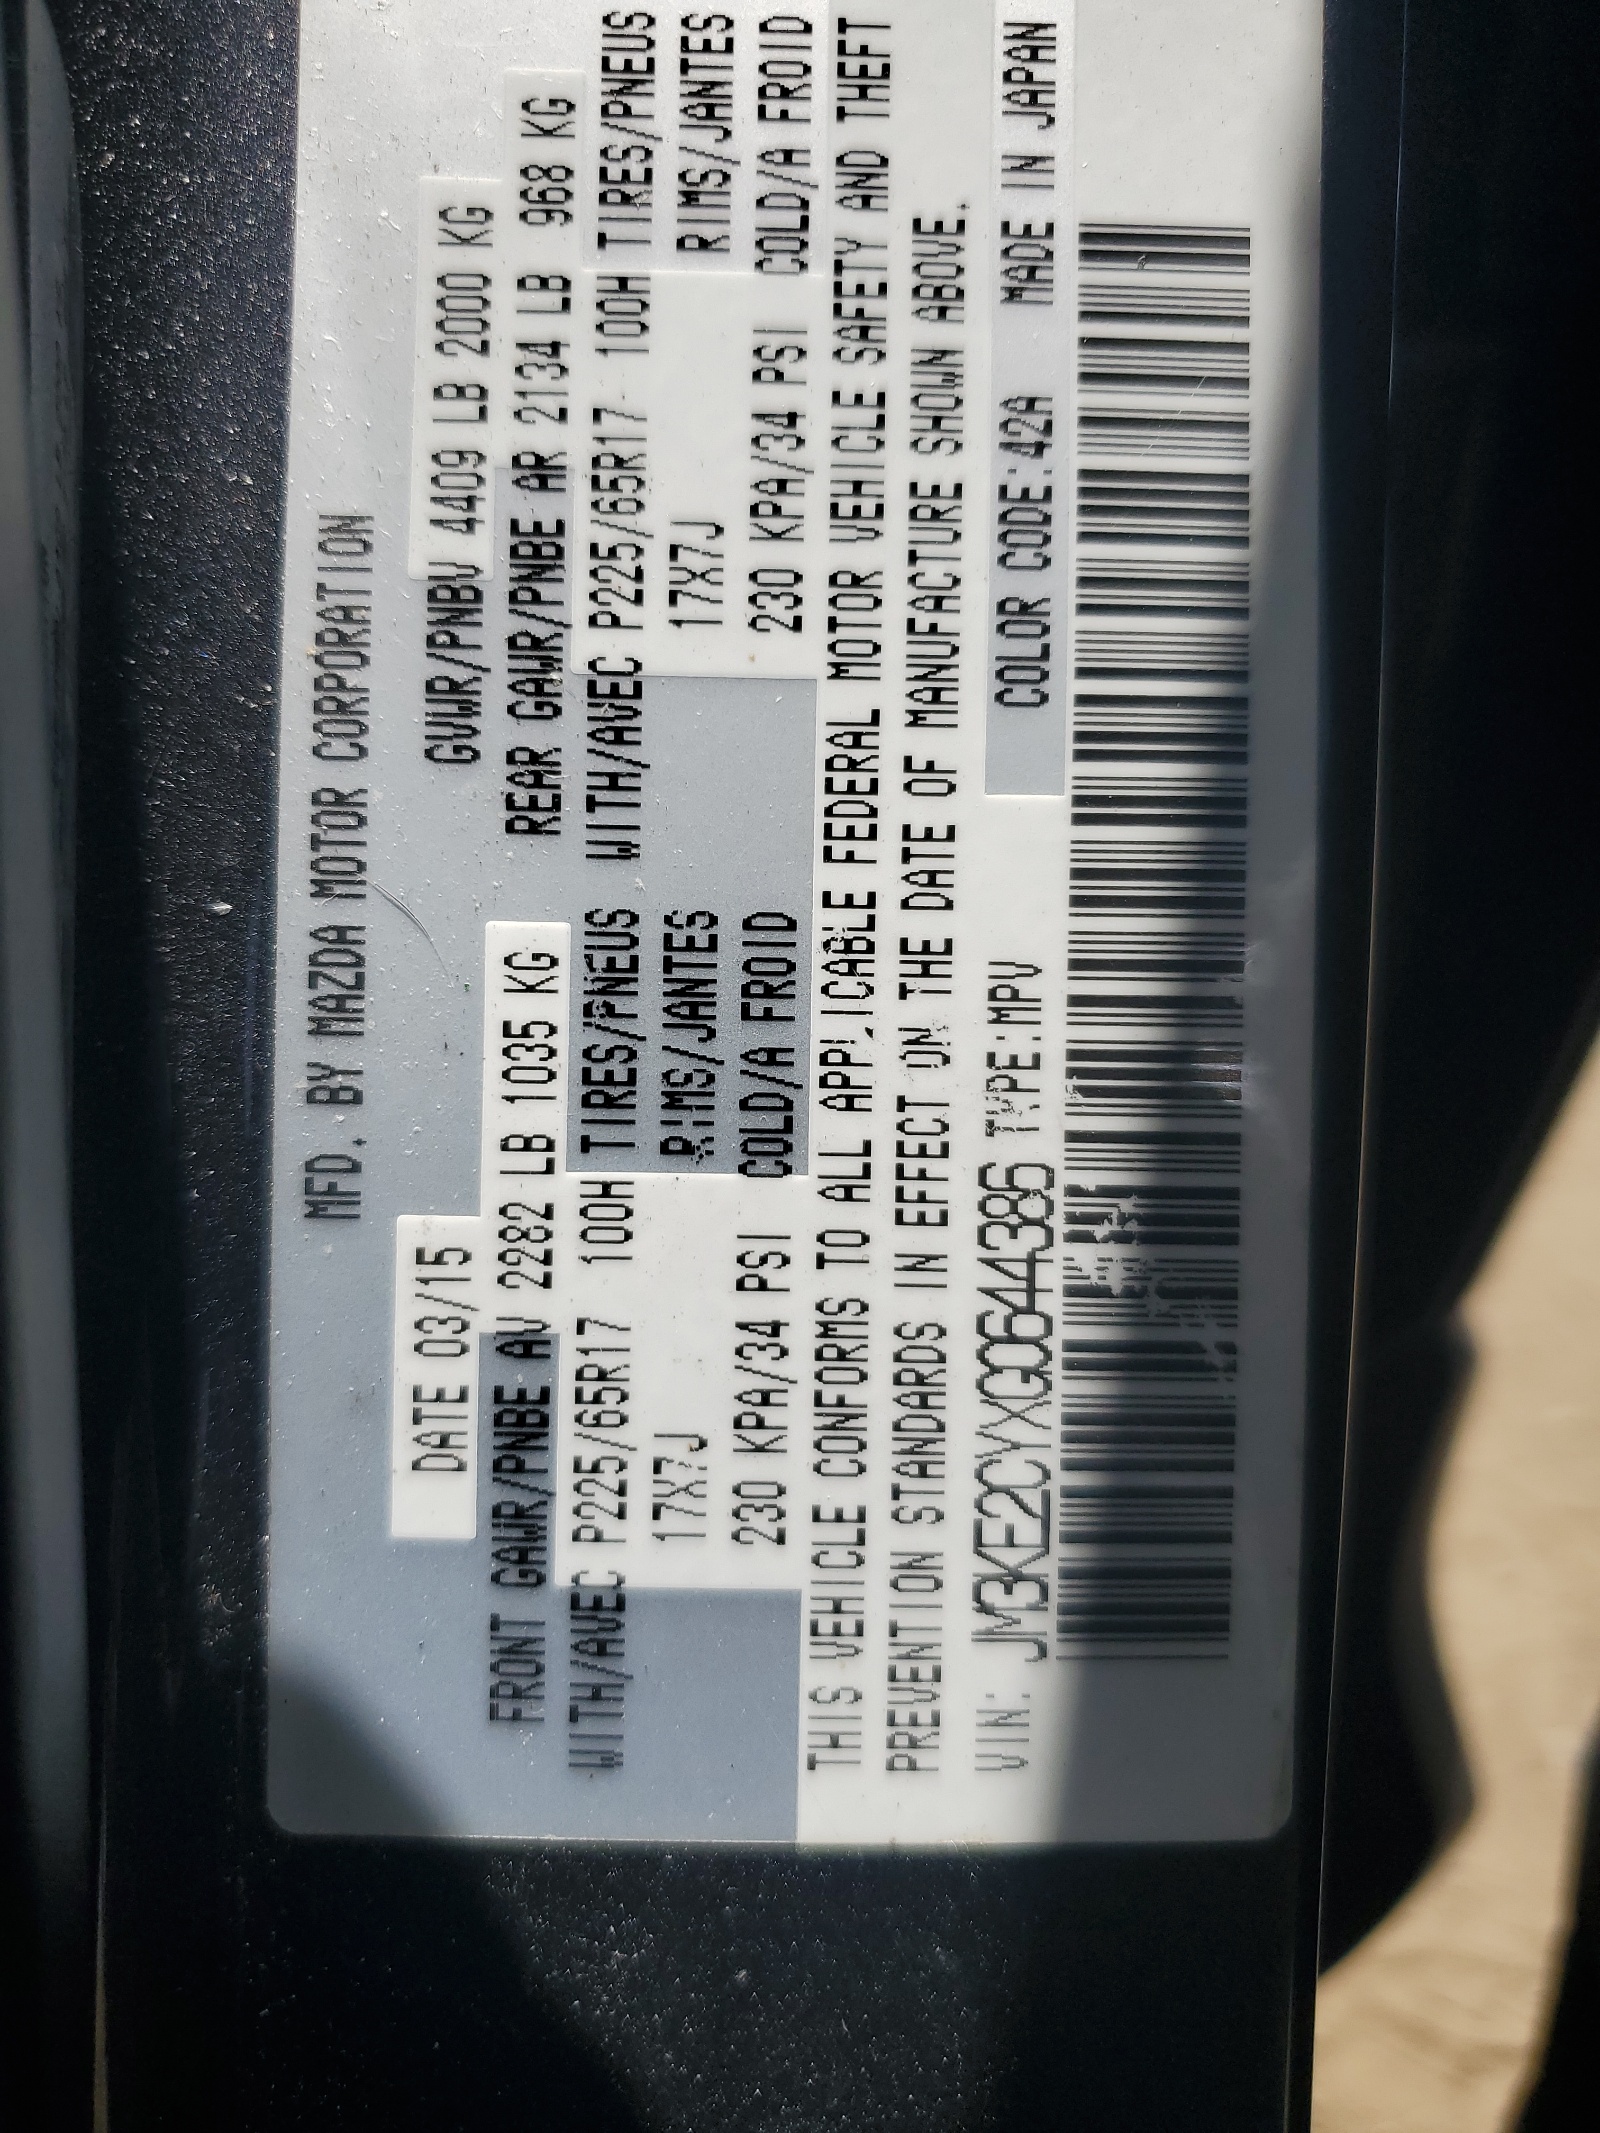 MFD. BY MAZDA MOTOR CORPORATION
DATE 03/15 GVWR/PNBV 4409 LB 2000 KG
FRONT GAWR/PNBE AV 2282 LB 1035 KG REAR GAWR/PNBE AR 2134 LB 968 KG
WITH/AVEC P225/65R17 100H TIRES/PNEUS WITH/AVEC P225/65R17 100H TIRES/PNEUS
17X7J RIMS/JANTES 17X7J RIMS/JANTES
230 KPA/34 PSI COLD/A FROID 230 KPA/34 PSI COLD/A FROID
THIS VEHICLE CONFORMS TO ALL APPLICABLE FEDERAL MOTOR VEHICLE SAFETY AND THEFT
PREVENTION STANDARDS IN EFFECT ON THE DATE OF MANUFACTURE SHOWN ABOVE.
VIN: JM3KE2CYXG0644386 TYPE:MPV COLOR CODE:42A MADE IN JAPAN